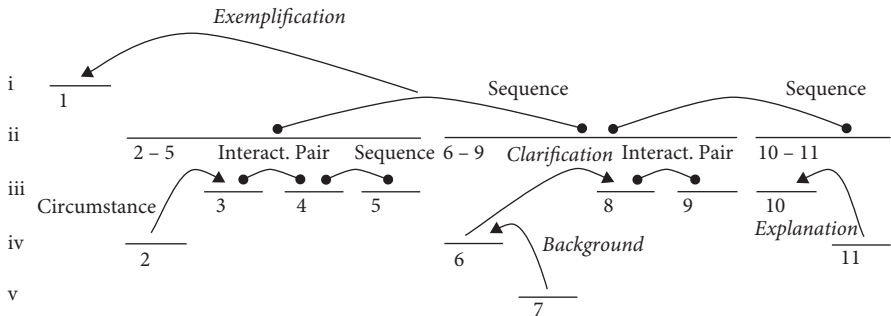 Exemplification
i
1
Sequence
Sequence
ii
2 – 5
Interact. Pair
Sequence
6 – 9
Clarification
Interact. Pair
10 – 11
iii
Circumstance
3
4
5
8
9
10
iv
2
6
Background
Explanation
11
v
7